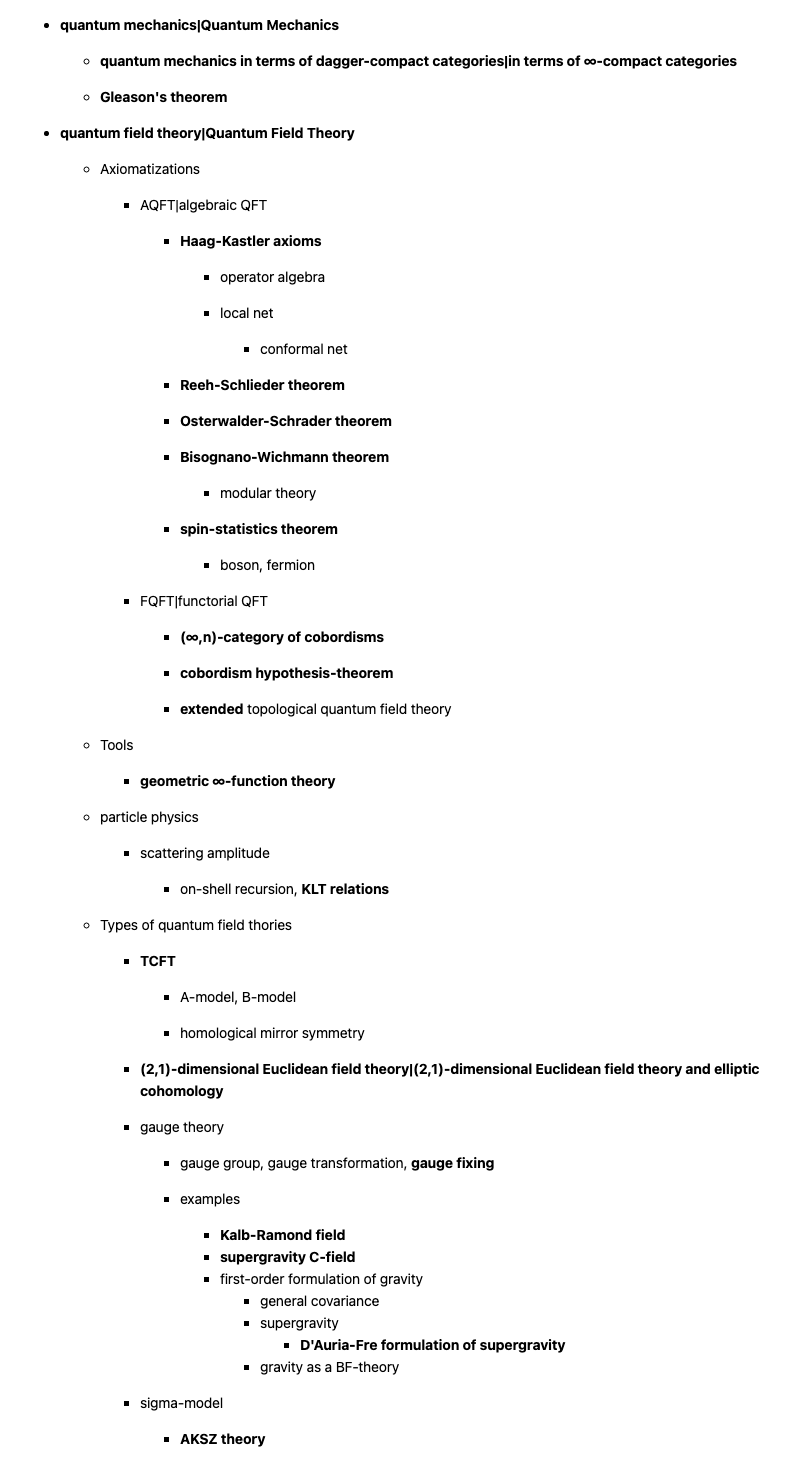 quantum mechanics|Quantum Mechanics
quantum mechanics in terms of dagger-compact categories|in terms of ∞-compact categories
Gleason's theorem
quantum field theory|Quantum Field Theory
Axiomatizations
AQFT|algebraic QFT
Haag-Kastler axioms
operator algebra
local net
conformal net
Reeh-Schlieder theorem
Osterwalder-Schrader theorem
Bisognano-Wichmann theorem
modular theory
spin-statistics theorem
boson, fermion
FQFT|functorial QFT
(∞,n)-category of cobordisms
cobordism hypothesis-theorem
extended topological quantum field theory
Tools
geometric ∞-function theory
particle physics
scattering amplitude
on-shell recursion, KLT relations
Types of quantum field thories
TCFT
A-model, B-model
homological mirror symmetry
(2,1)-dimensional Euclidean field theory|(2,1)-dimensional Euclidean field theory and elliptic
cohomology
gauge theory
gauge group, gauge transformation, gauge fixing
examples
Kalb-Ramond field
supergravity C-field
first-order formulation of gravity
general covariance
supergravity
D'Auria-Fre formulation of supergravity
gravity as a BF-theory
sigma-model
AKSZ theory